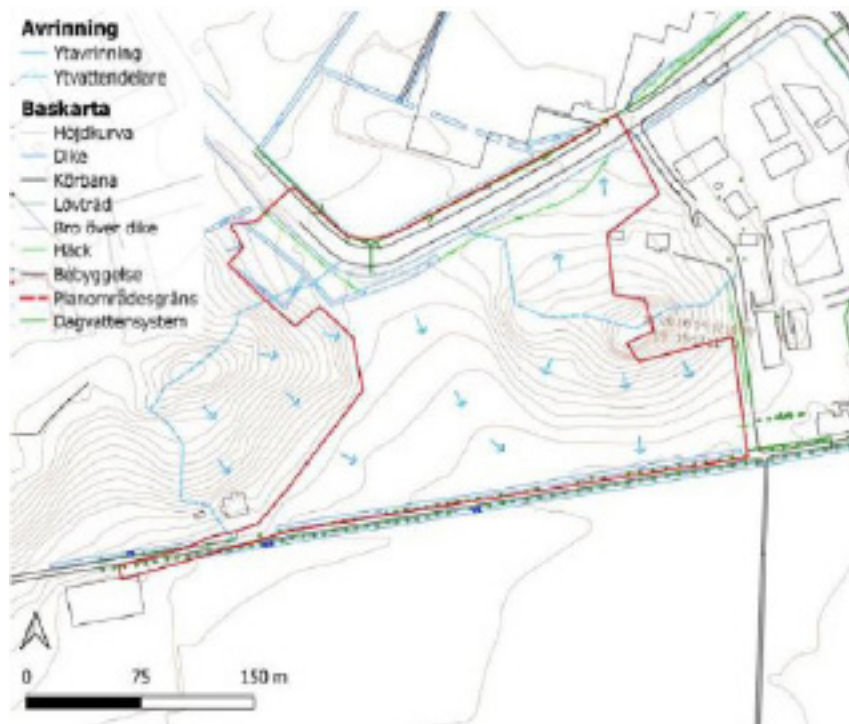 Avrinning
Ytavrinning
Ytvattendelare
Baskarta
Höjdkurva
Dike
Körbana
Lövträd
Bro över dike
Häck
Bebyggelse
Planområdesgräns
Dagvattensystem
0 75 150 m